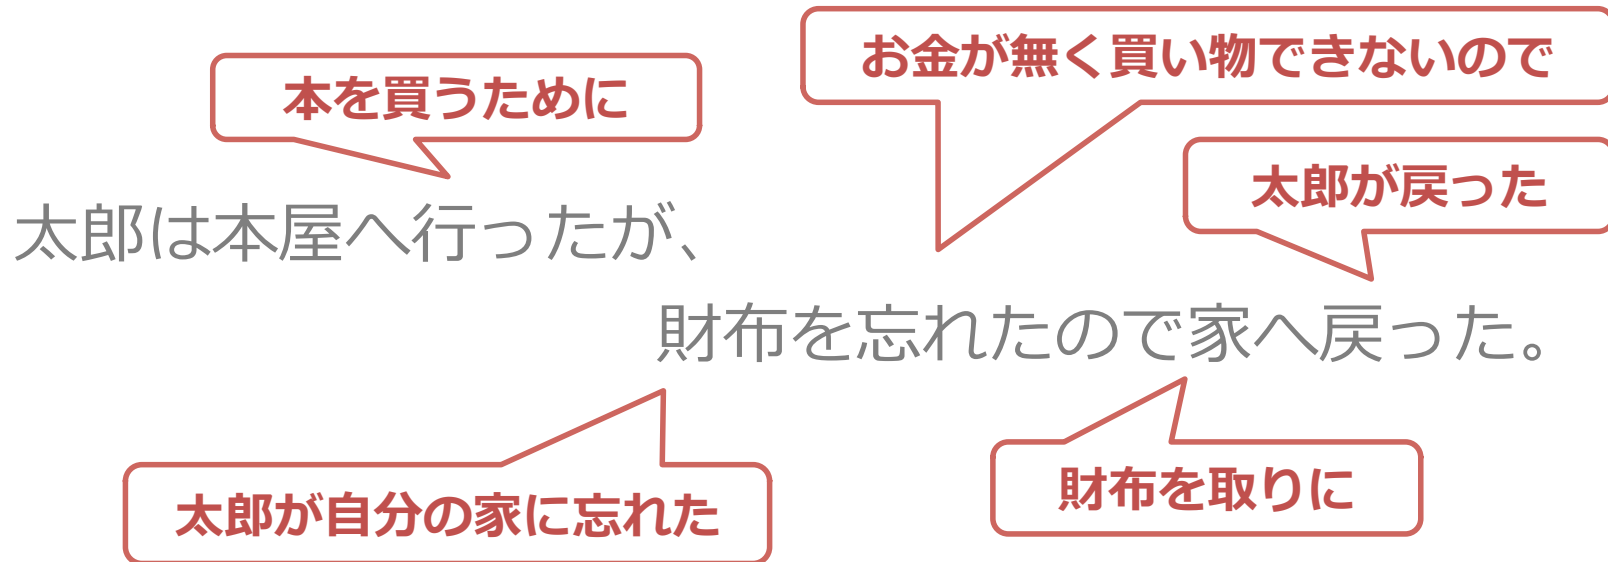 お金が無く買い物できないので
本を買うために
太郎が戻った
太郎は本屋へ行ったが、
財布を忘れたので家へ戻った。
財布を取りに
太郎が自分の家に忘れた